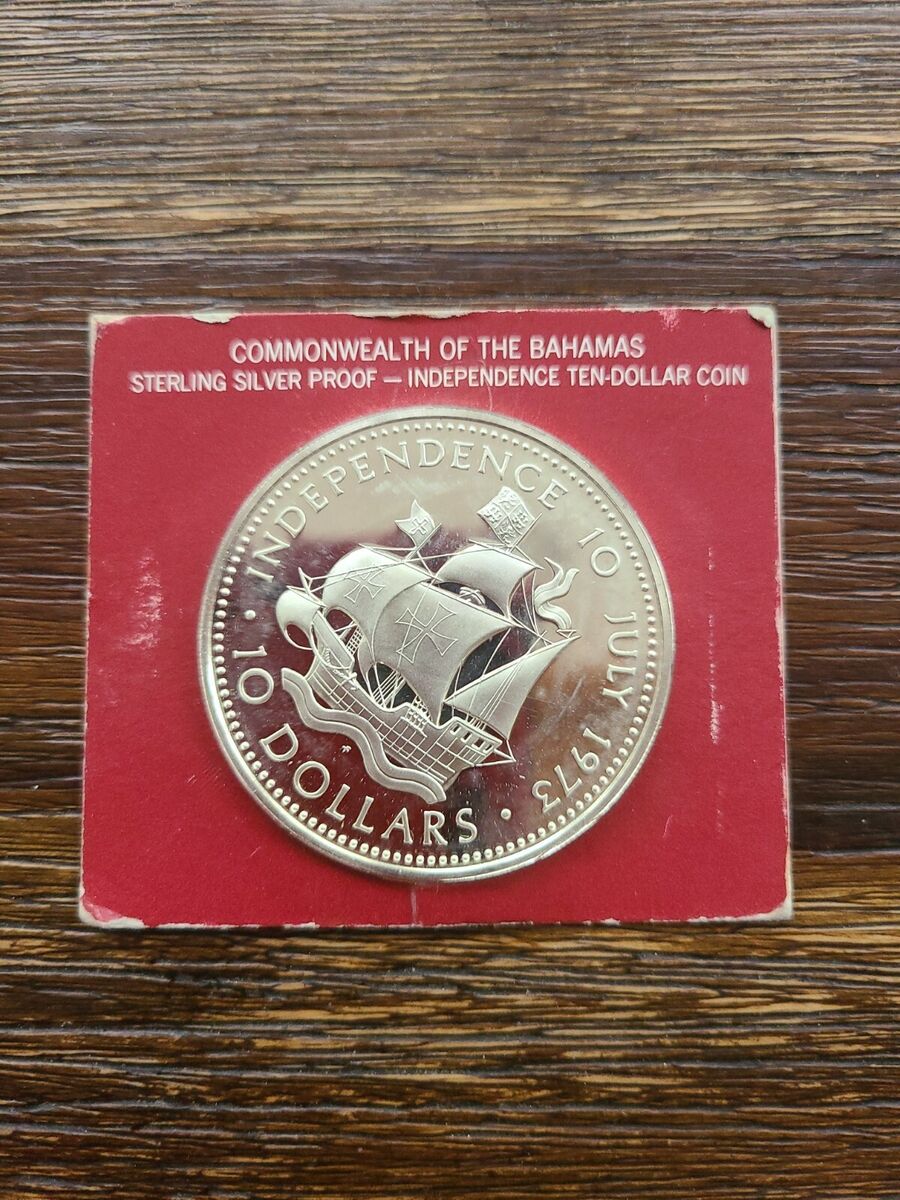 COMMONWEALTH OF THE BAHAMAS
STERLING SILVER PROOF — INDEPENDENCE TEN-DOLLAR COIN
INDEPENDENCE 10 JULY 1973
· 10 DOLLARS ·